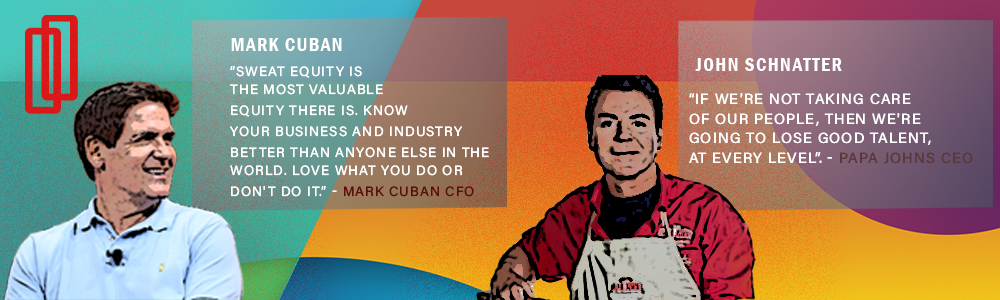 MARK CUBAN
"SWEAT EQUITY IS
THE MOST VALUABLE
EQUITY THERE IS. KNOW
YOUR BUSINESS AND INDUSTRY
BETTER THAN ANYONE ELSE IN THE
WORLD. LOVE WHAT YOU DO OR
DON'T DO IT." - MARK CUBAN CFO
JOHN SCHNATTER
"IF WE'RE NOT TAKING CARE
OF OUR PEOPLE, THEN WE'RE
GOING TO LOSE GOOD TALENT,
AT EVERY LEVEL". - PAPA JOHNS CEO